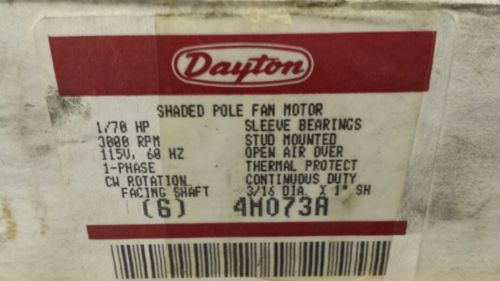 Dayton
SHADED POLE FAN MOTOR
1/70 HP SLEEVE BEARINGS
3000 RPM STUD MOUNTED
115V, 60 HZ OPEN AIR OVER
1-PHASE THERMAL PROTECT
CW ROTATION CONTINUOUS DUTY
FACING SHAFT 3/16 DIA. X 1" SH
(6) 4M073A